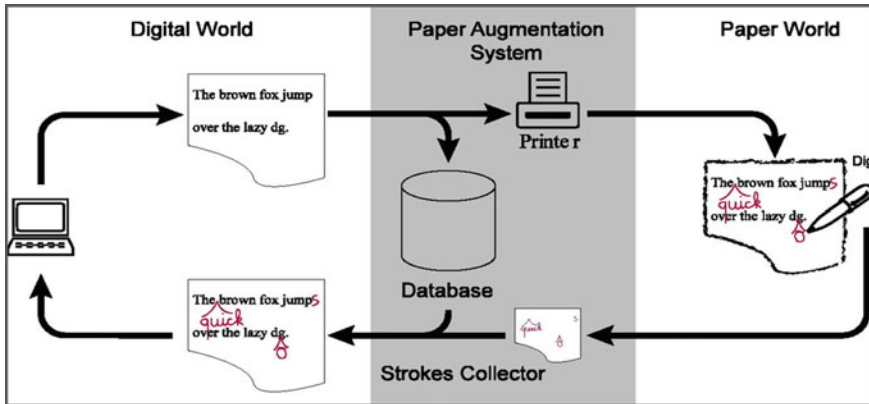 Digital World
Paper Augmentation
System
Paper World
The brown fox jump
over the lazy dg.
Printe r
Dig
The brown fox jumps
quick
over the lazy dg.
o
Database
The brown fox jumps
quick
over the lazy dg.
o
s
quick
o
Strokes Collector